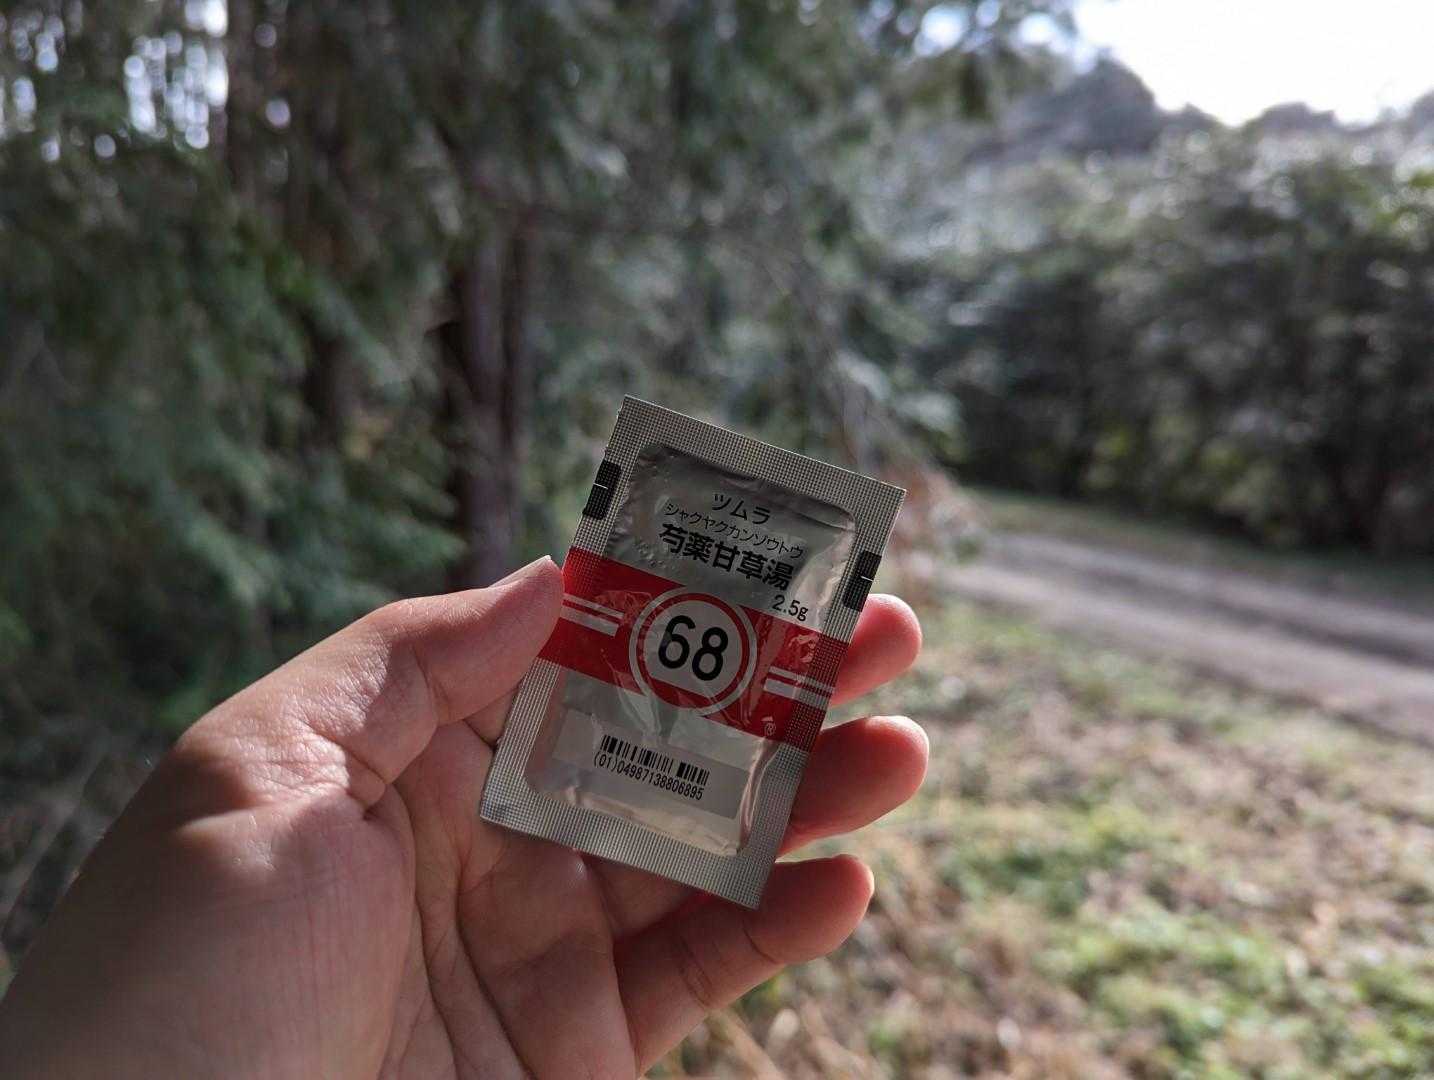 ツムラ
シャクヤクカンゾウトウ
芍薬甘草湯
2.5g
68
(01)04987138806895